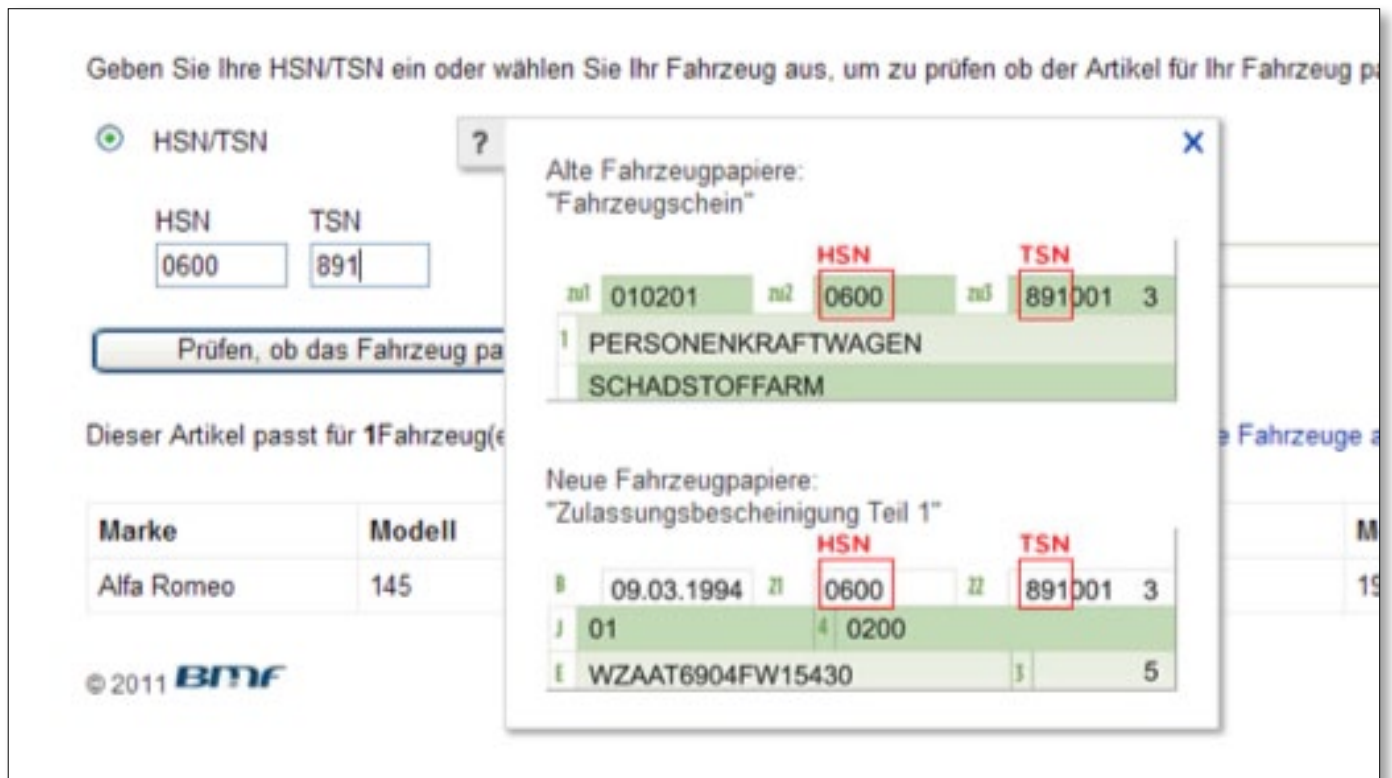 Geben Sie Ihre HSN/TSN ein oder wählen Sie Ihr Fahrzeug aus, um zu prüfen ob der Artikel für Ihr Fahrzeug
HSN/TSN
HSN TSN
0600 891
Prüfen, ob das Fahrzeug
Dieser Artikel passt für 1Fahrzeug(e
Fahrzeuge
Marke Modell
Alfa Romeo 145
© 2011 BMF
?
X
Alte Fahrzeugpapiere:
"Fahrzeugschein"
HSN TSN
zu1 010201 zu2 0600 zu3 891001 3
1 PERSONENKRAFTWAGEN
SCHADSTOFFARM
Neue Fahrzeugpapiere:
"Zulassungsbescheinigung Teil 1"
HSN TSN
B 09.03.1994 21 0600 22 891001 3
J 01 4 0200
E WZAAT6904FW15430 3 5